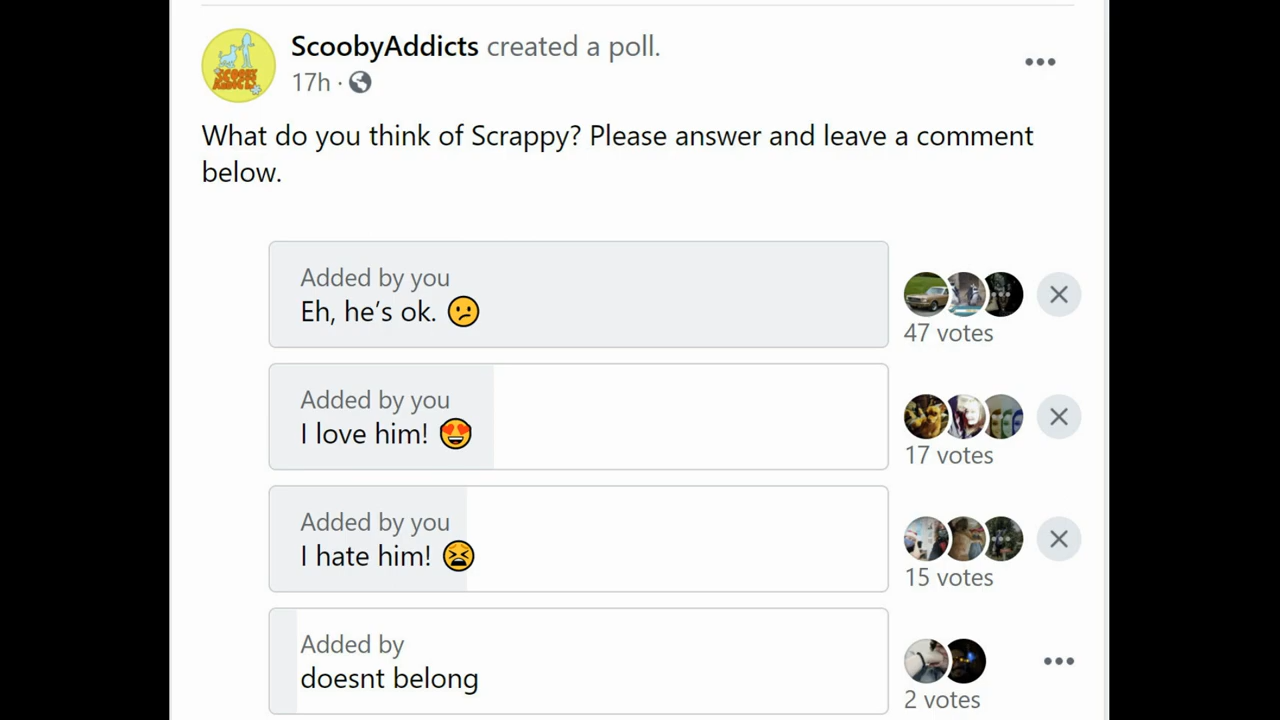 SCOOBY
ADDICTS
ScoobyAddicts created a poll.
17h ·
What do you think of Scrappy? Please answer and leave a comment
below.
Added by you
Eh, he’s ok. 😕
47 votes
Added by you
I love him! 😍
17 votes
Added by you
I hate him! 😫
15 votes
Added by
doesnt belong
2 votes